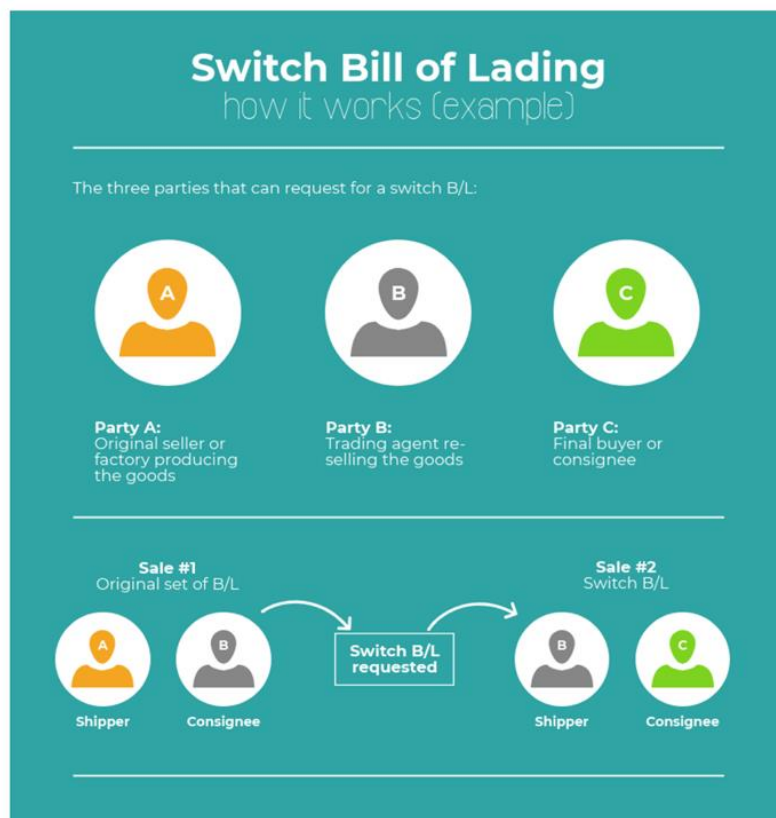 Switch Bill of Lading
how it works (example)
The three parties that can request for a switch B/L:
A
B
C
Party A:
Original seller or
factory producing
the goods
Party B:
Trading agent re-
selling the goods
Party C:
Final buyer or
consignee
Sale #1
Original set of B/L
A
B
Shipper
Consignee
Switch B/L
requested
Sale #2
Switch B/L
B
C
Shipper
Consignee